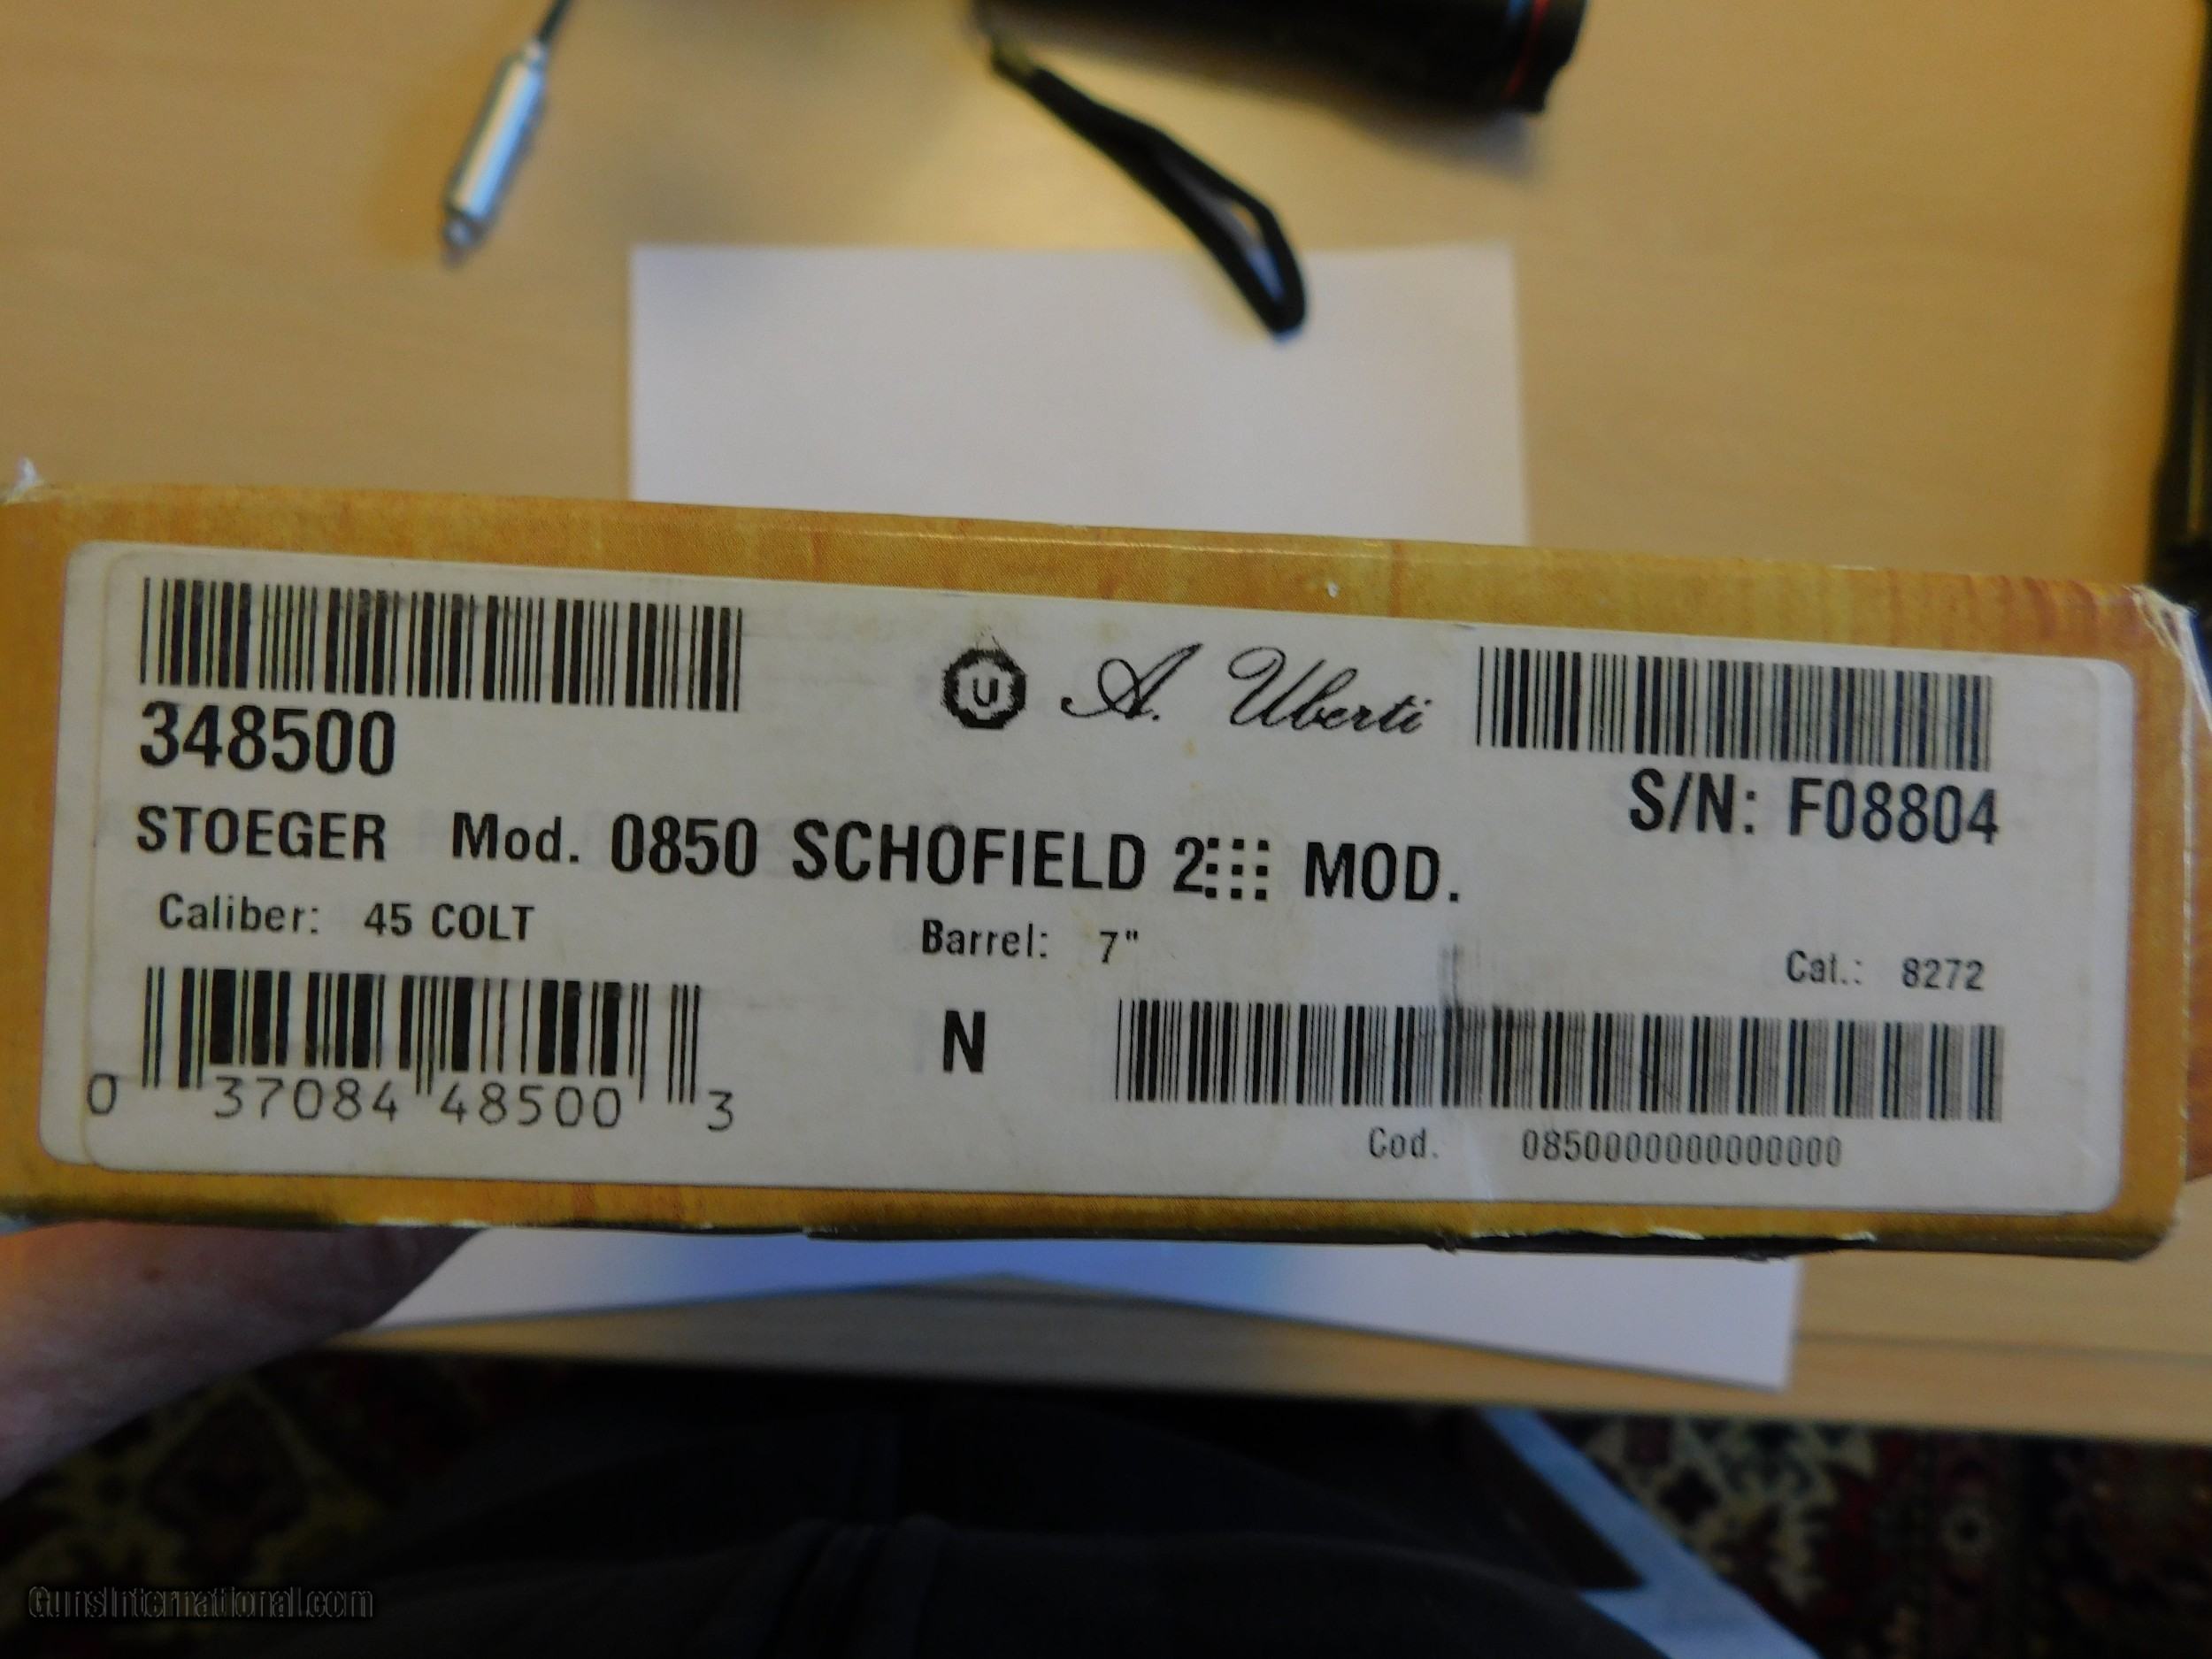 348500
U A. Uberti
S/N: F08804
STOEGER Mod. 0850 SCHOFIELD 2 MOD.
Caliber: 45 COLT Barrel: 7" Cat.: 8272
0 37084 48500 3
N
Cod. 0850000000000000
GunsInternational.com